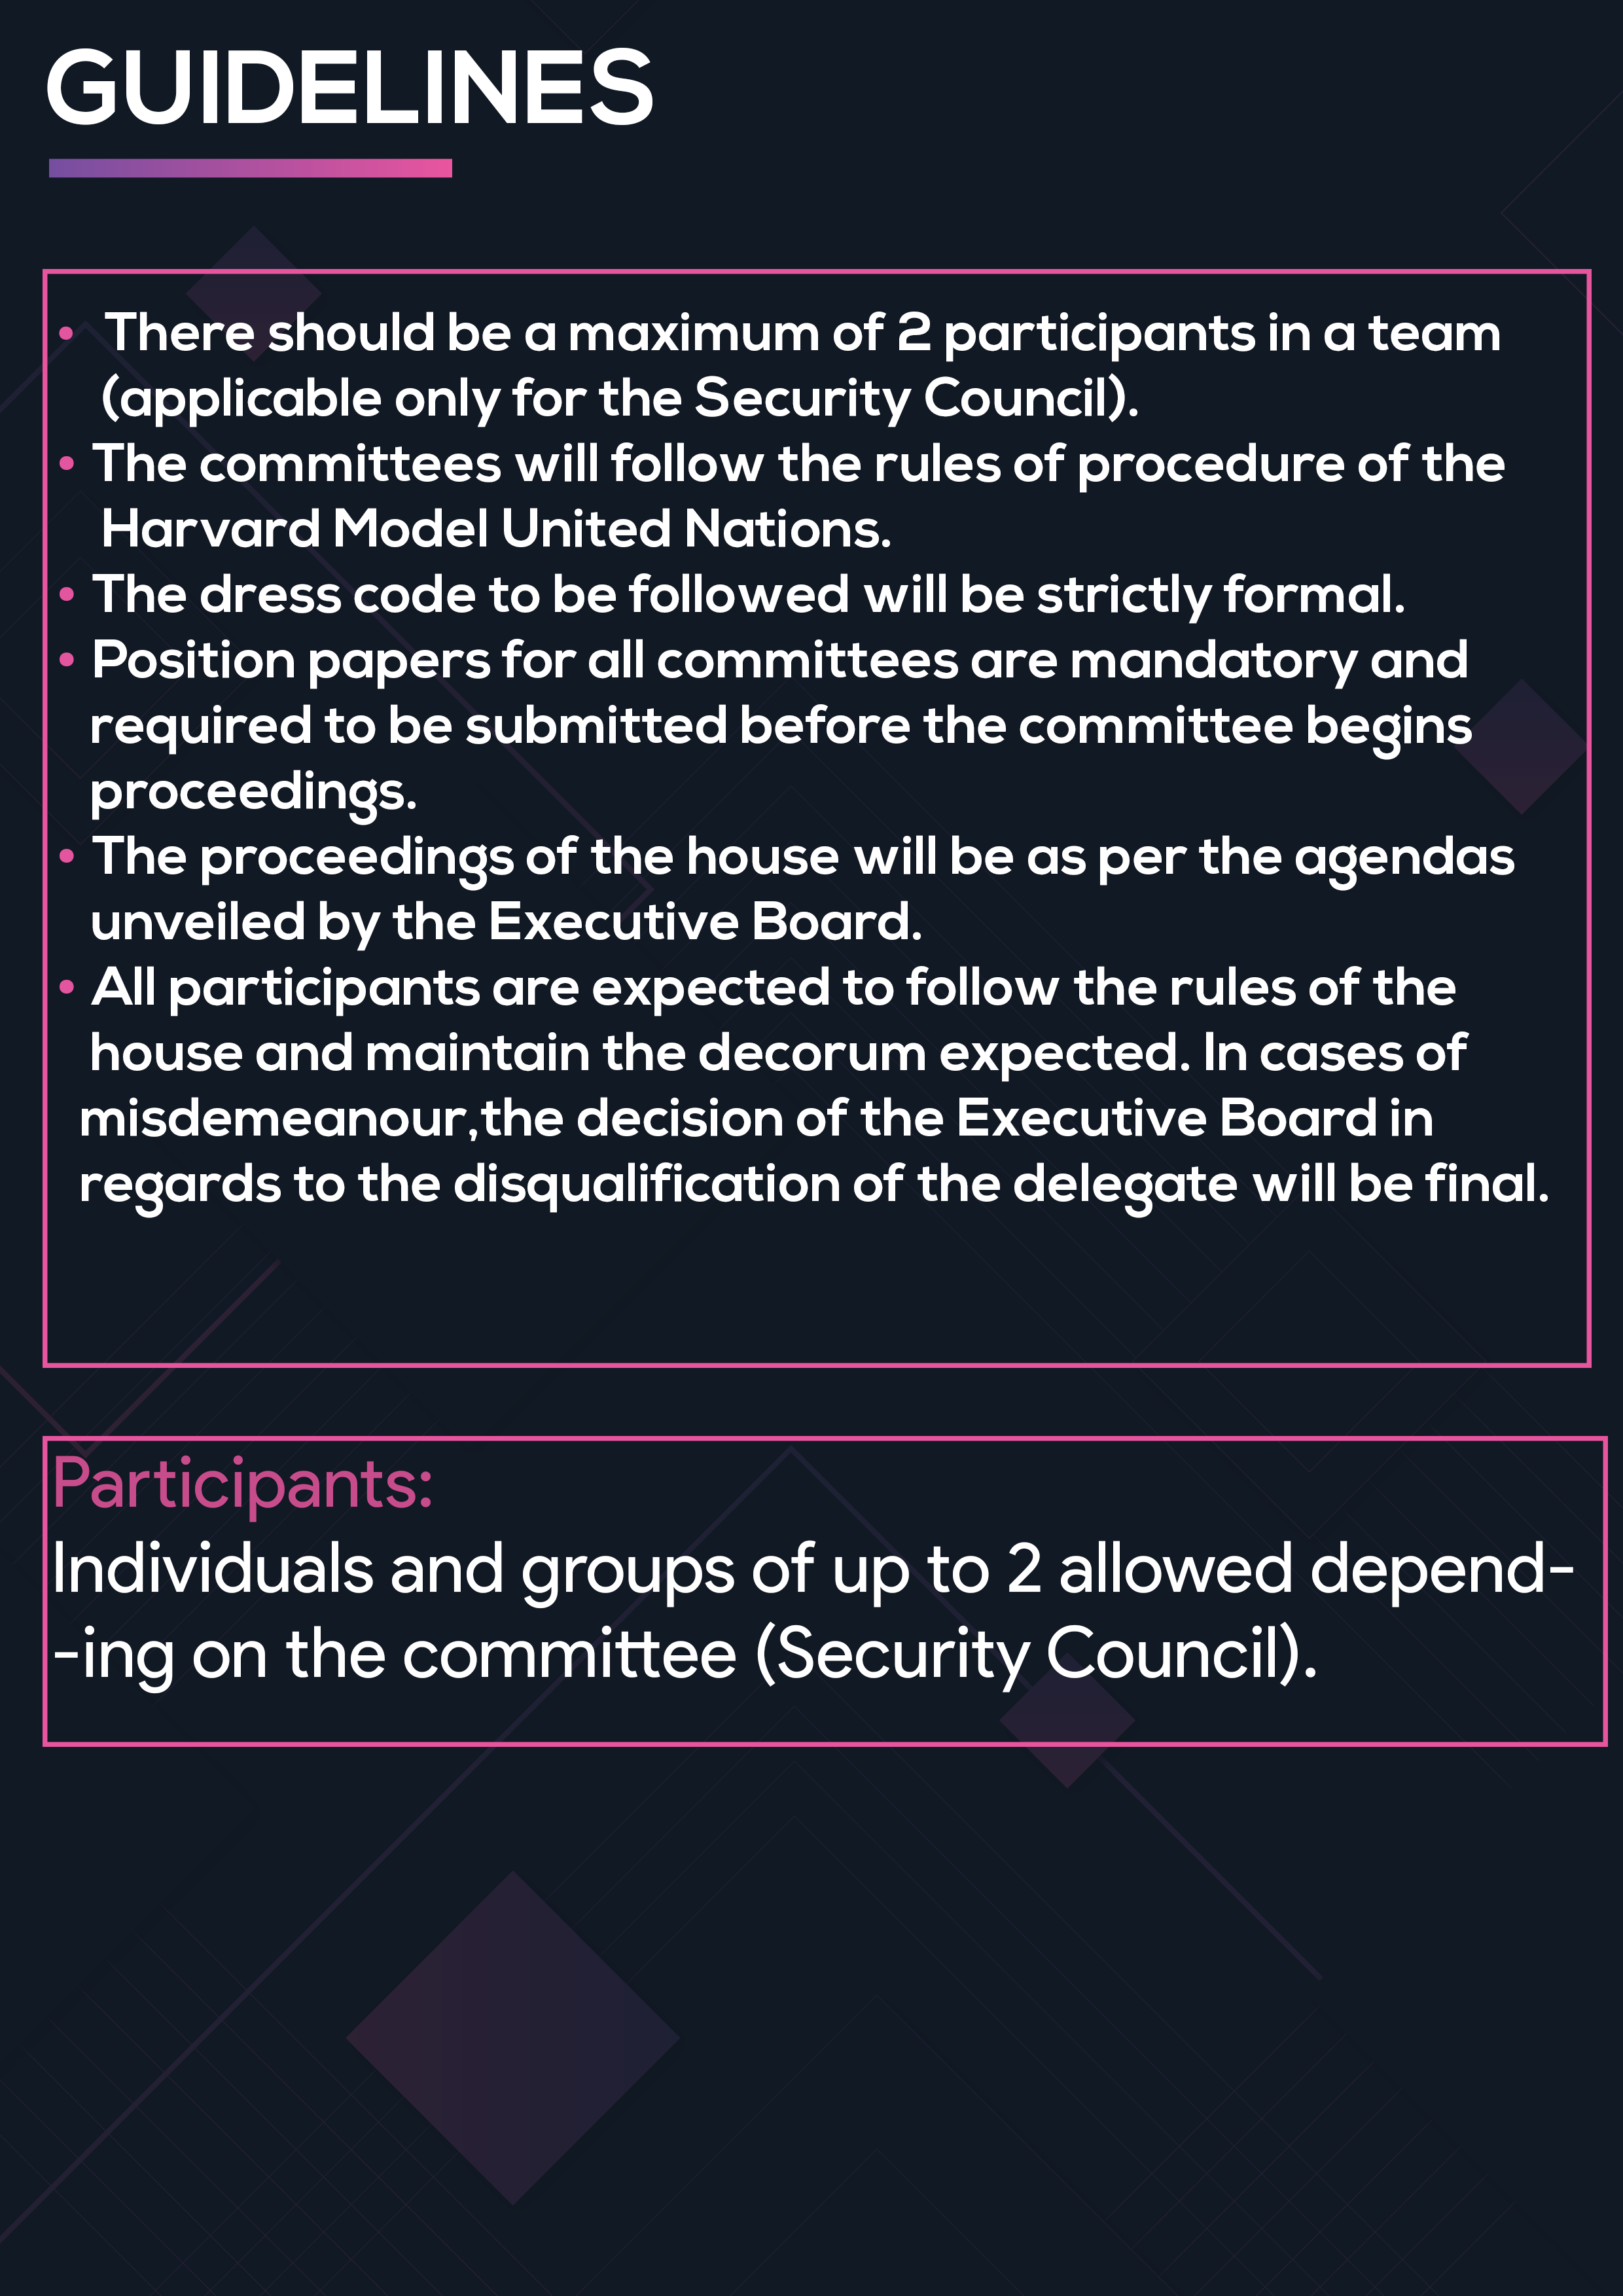 GUIDELINES
• There should be a maximum of 2 participants in a team
(applicable only for the Security Council).
• The committees will follow the rules of procedure of the
Harvard Model United Nations.
• The dress code to be followed will be strictly formal.
• Position papers for all committees are mandatory and
required to be submitted before the committee begins
proceedings.
• The proceedings of the house will be as per the agendas
unveiled by the Executive Board.
• All participants are expected to follow the rules of the
house and maintain the decorum expected. In cases of
misdemeanour,the decision of the Executive Board in
regards to the disqualification of the delegate will be final.
Participants:
Individuals and groups of up to 2 allowed depend-
-ing on the committee (Security Council).